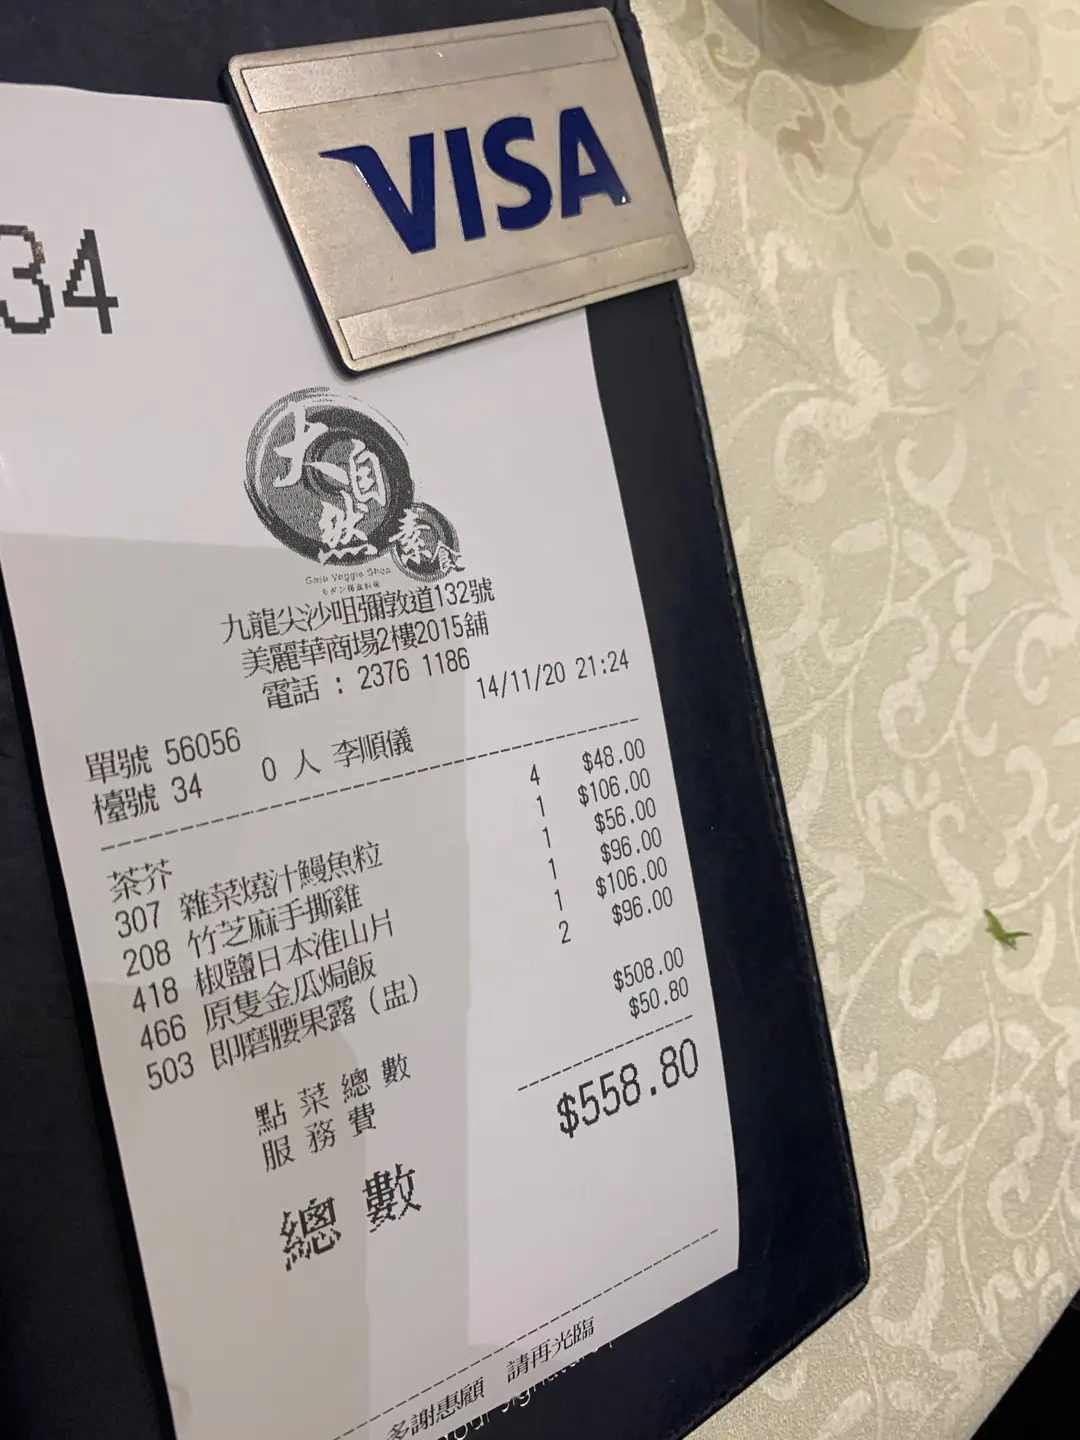 VISA
34
大自然素食
Gaia Veggie Shop
九龍尖沙咀彌敦道132號
美麗華商場2樓2015舖
電話 : 2376 1186
14/11/20 21:24
單號 56056
檯號 34 0 人 李順儀
茶芥 4 $48.00
307 雜菜燒汁鰻魚粒 1 $106.00
208 竹芝麻手撕雞 1 $56.00
418 椒鹽日本淮山片 1 $96.00
466 原隻金瓜焗飯 1 $106.00
503 即磨腰果露 (盅) 2 $96.00
點菜總數 $508.00
服務費 $50.80
總數 $558.80
多謝惠顧 請再光臨